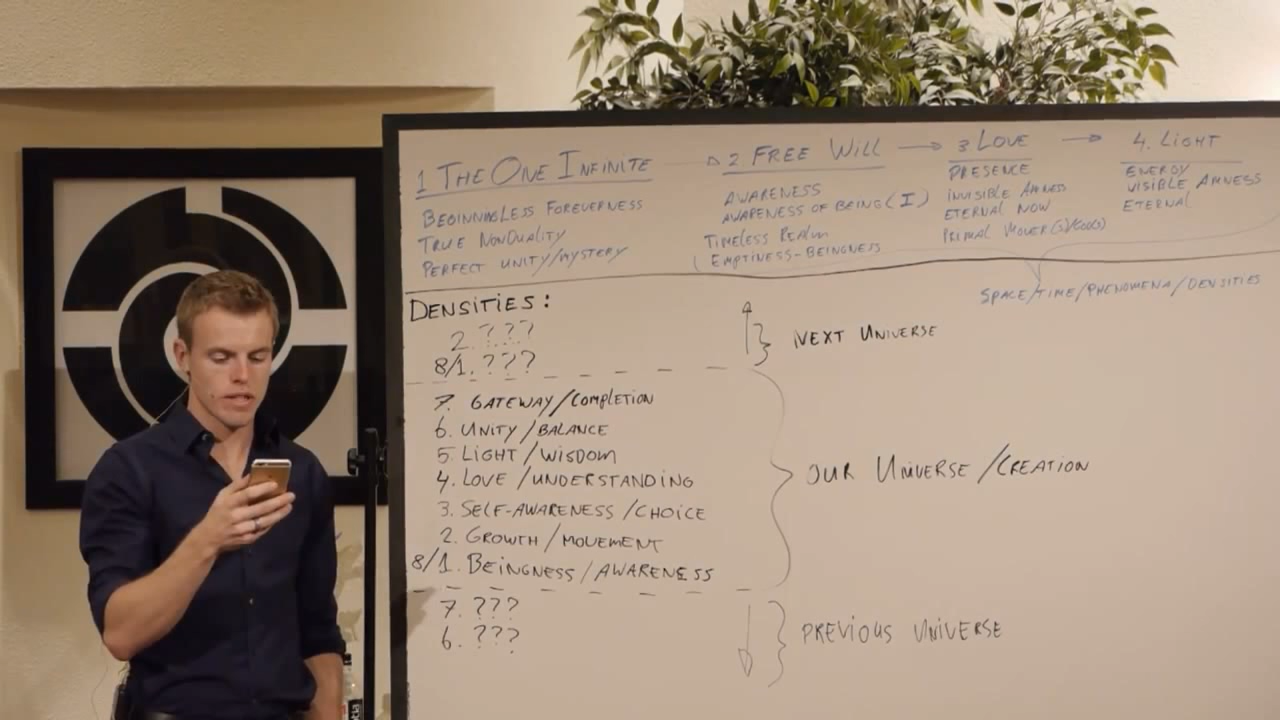 1 THE ONE INFINITE
BEGINNINGLESS FOREVERNESS
TRUE NONDUALITY
PERFECT UNITY/MYSTERY
2 FREE WILL
AWARENESS
AWARENESS OF BEING (I)
TIMELESS REALM
EMPTINESS-BEINGNESS
3 LOVE
PRESENCE
INVISIBLE AMNESS
ETERNAL NOW
PRIMAL MOVER(S)/GOD(S)
4. LIGHT
ENERGY
VISIBLE AMNESS
ETERNAL
SPACE/TIME/PHENOMENA/DENSITIES
DENSITIES:
2. ???
8/1. ???
NEXT UNIVERSE
7. GATEWAY/COMPLETION
6. UNITY/BALANCE
5. LIGHT/WISDOM
4. LOVE/UNDERSTANDING
3. SELF-AWARENESS/CHOICE
2. GROWTH/MOVEMENT
8/1. BEINGNESS/AWARENESS
OUR UNIVERSE/CREATION
7. ???
6. ???
PREVIOUS UNIVERSE